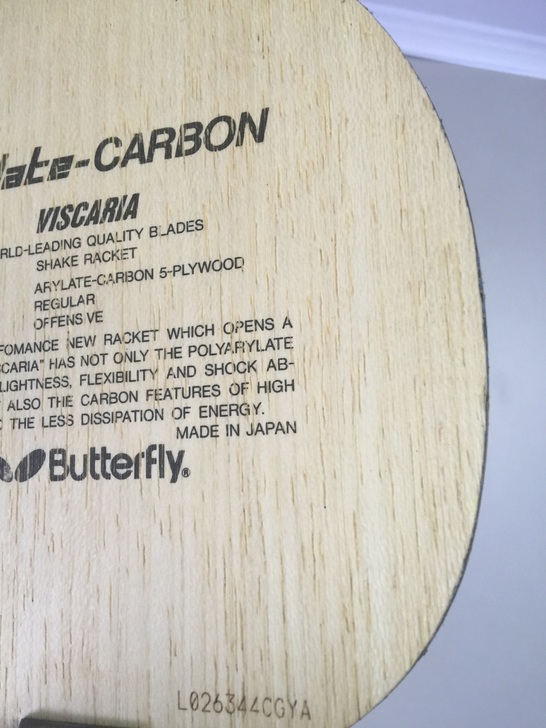 late-CARBON
VISCARIA
RLD-LEADING QUALITY BLADES
SHAKE RACKET
ARYLATE-CARBON 5-PLYWOOD
REGULAR
OFFENSIVE
FOMANCE NEW RACKET WHICH OPENS A
SCARIA" HAS NOT ONLY THE POLYARYLATE
LIGHTNESS, FLEXIBILITY AND SHOCK AB-
ALSO THE CARBON FEATURES OF HIGH
THE LESS DISSIPATION OF ENERGY.
MADE IN JAPAN
Butterfly®
L026344CGYA